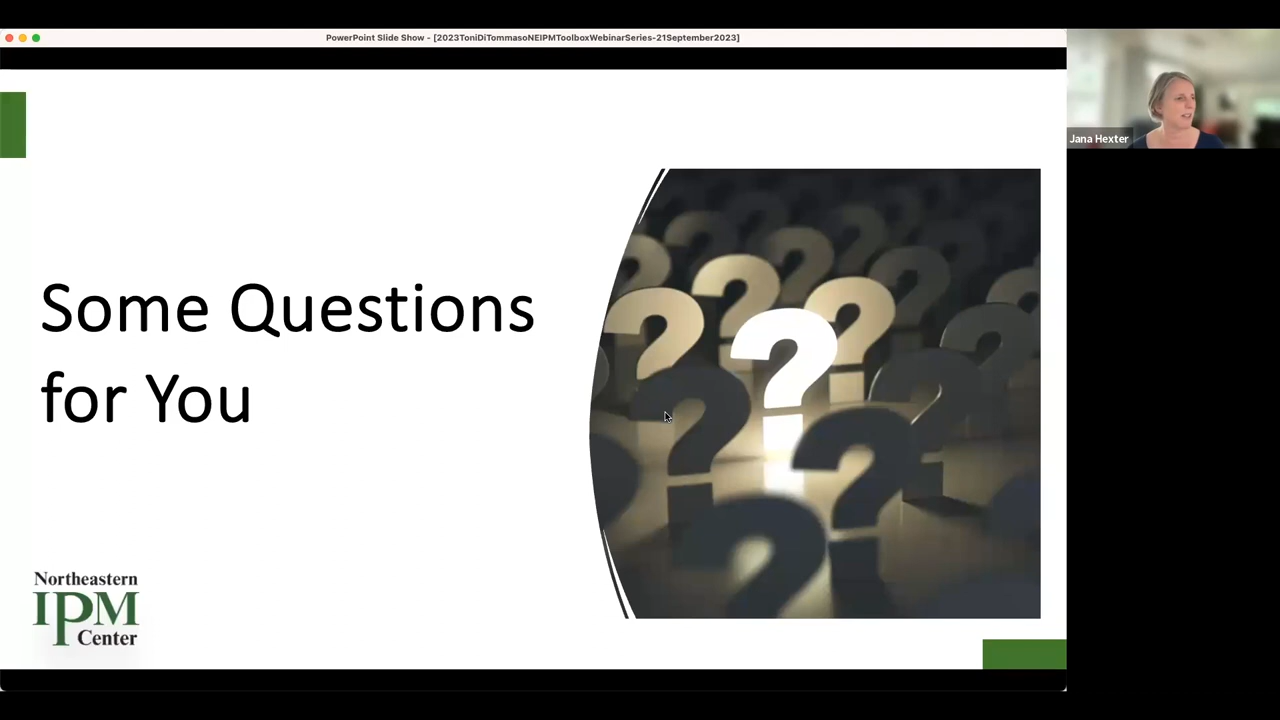 PowerPoint Slide Show - [2023ToniDiTommasoNEIPMToolboxWebinarSeries-21September2023]
Jana Hexter
Some Questions
for You
Northeastern
IPM
Center